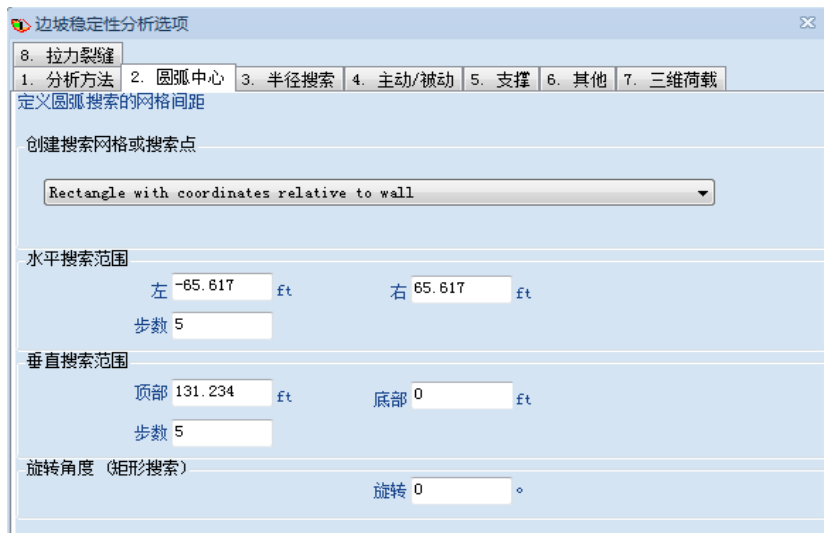 边坡稳定性分析选项
8. 拉力裂缝
1. 分析方法 2. 圆弧中心 3. 半径搜索 4. 主动/被动 5. 支撑 6. 其他 7. 三维荷载
定义圆弧搜索的网格间距
创建搜索网格或搜索点
Rectangle with coordinates relative to wall
水平搜索范围
左 -65.617 ft 右 65.617 ft
步数 5
垂直搜索范围
顶部 131.234 ft 底部 0 ft
步数 5
旋转角度 (矩形搜索)
旋转 0 °